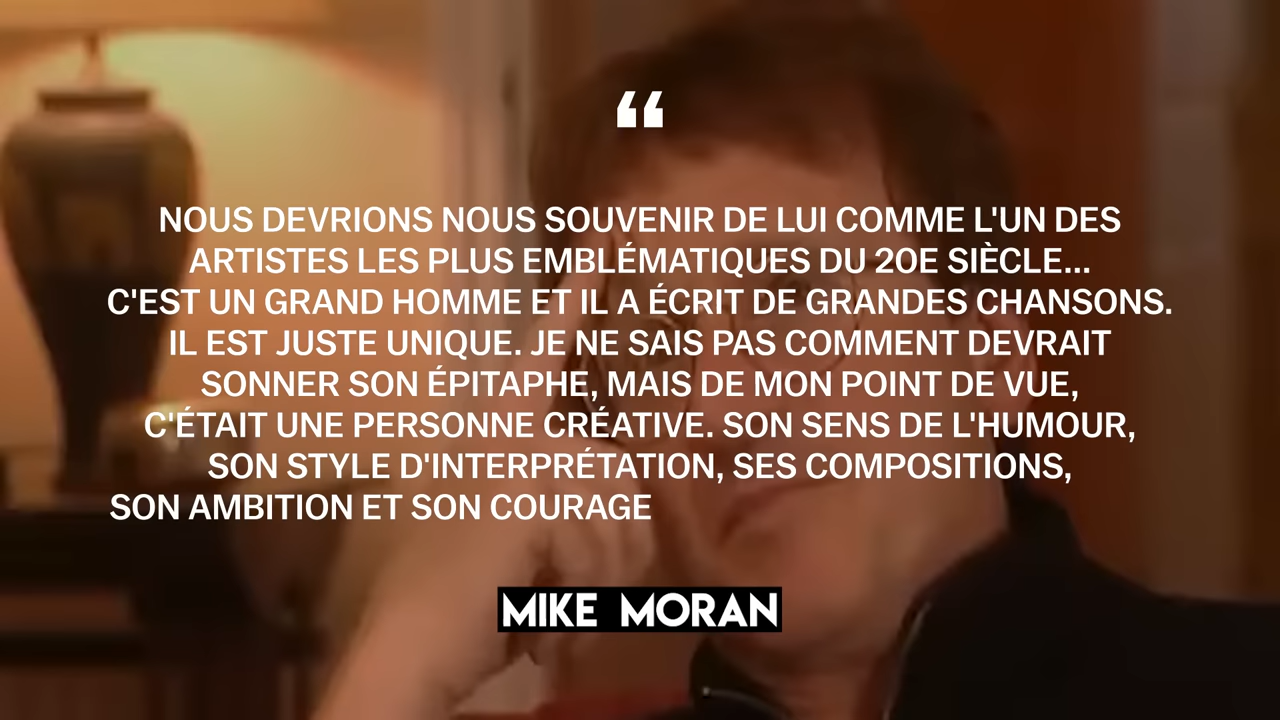 “
NOUS DEVRIONS NOUS SOUVENIR DE LUI COMME L'UN DES
ARTISTES LES PLUS EMBLÉMATIQUES DU 20E SIÈCLE...
C'EST UN GRAND HOMME ET IL A ÉCRIT DE GRANDES CHANSONS.
IL EST JUSTE UNIQUE. JE NE SAIS PAS COMMENT DEVRAIT
SONNER SON ÉPITAPHE, MAIS DE MON POINT DE VUE,
C'ÉTAIT UNE PERSONNE CRÉATIVE. SON SENS DE L'HUMOUR,
SON STYLE D'INTERPRÉTATION, SES COMPOSITIONS,
SON AMBITION ET SON COURAGE
MIKE MORAN